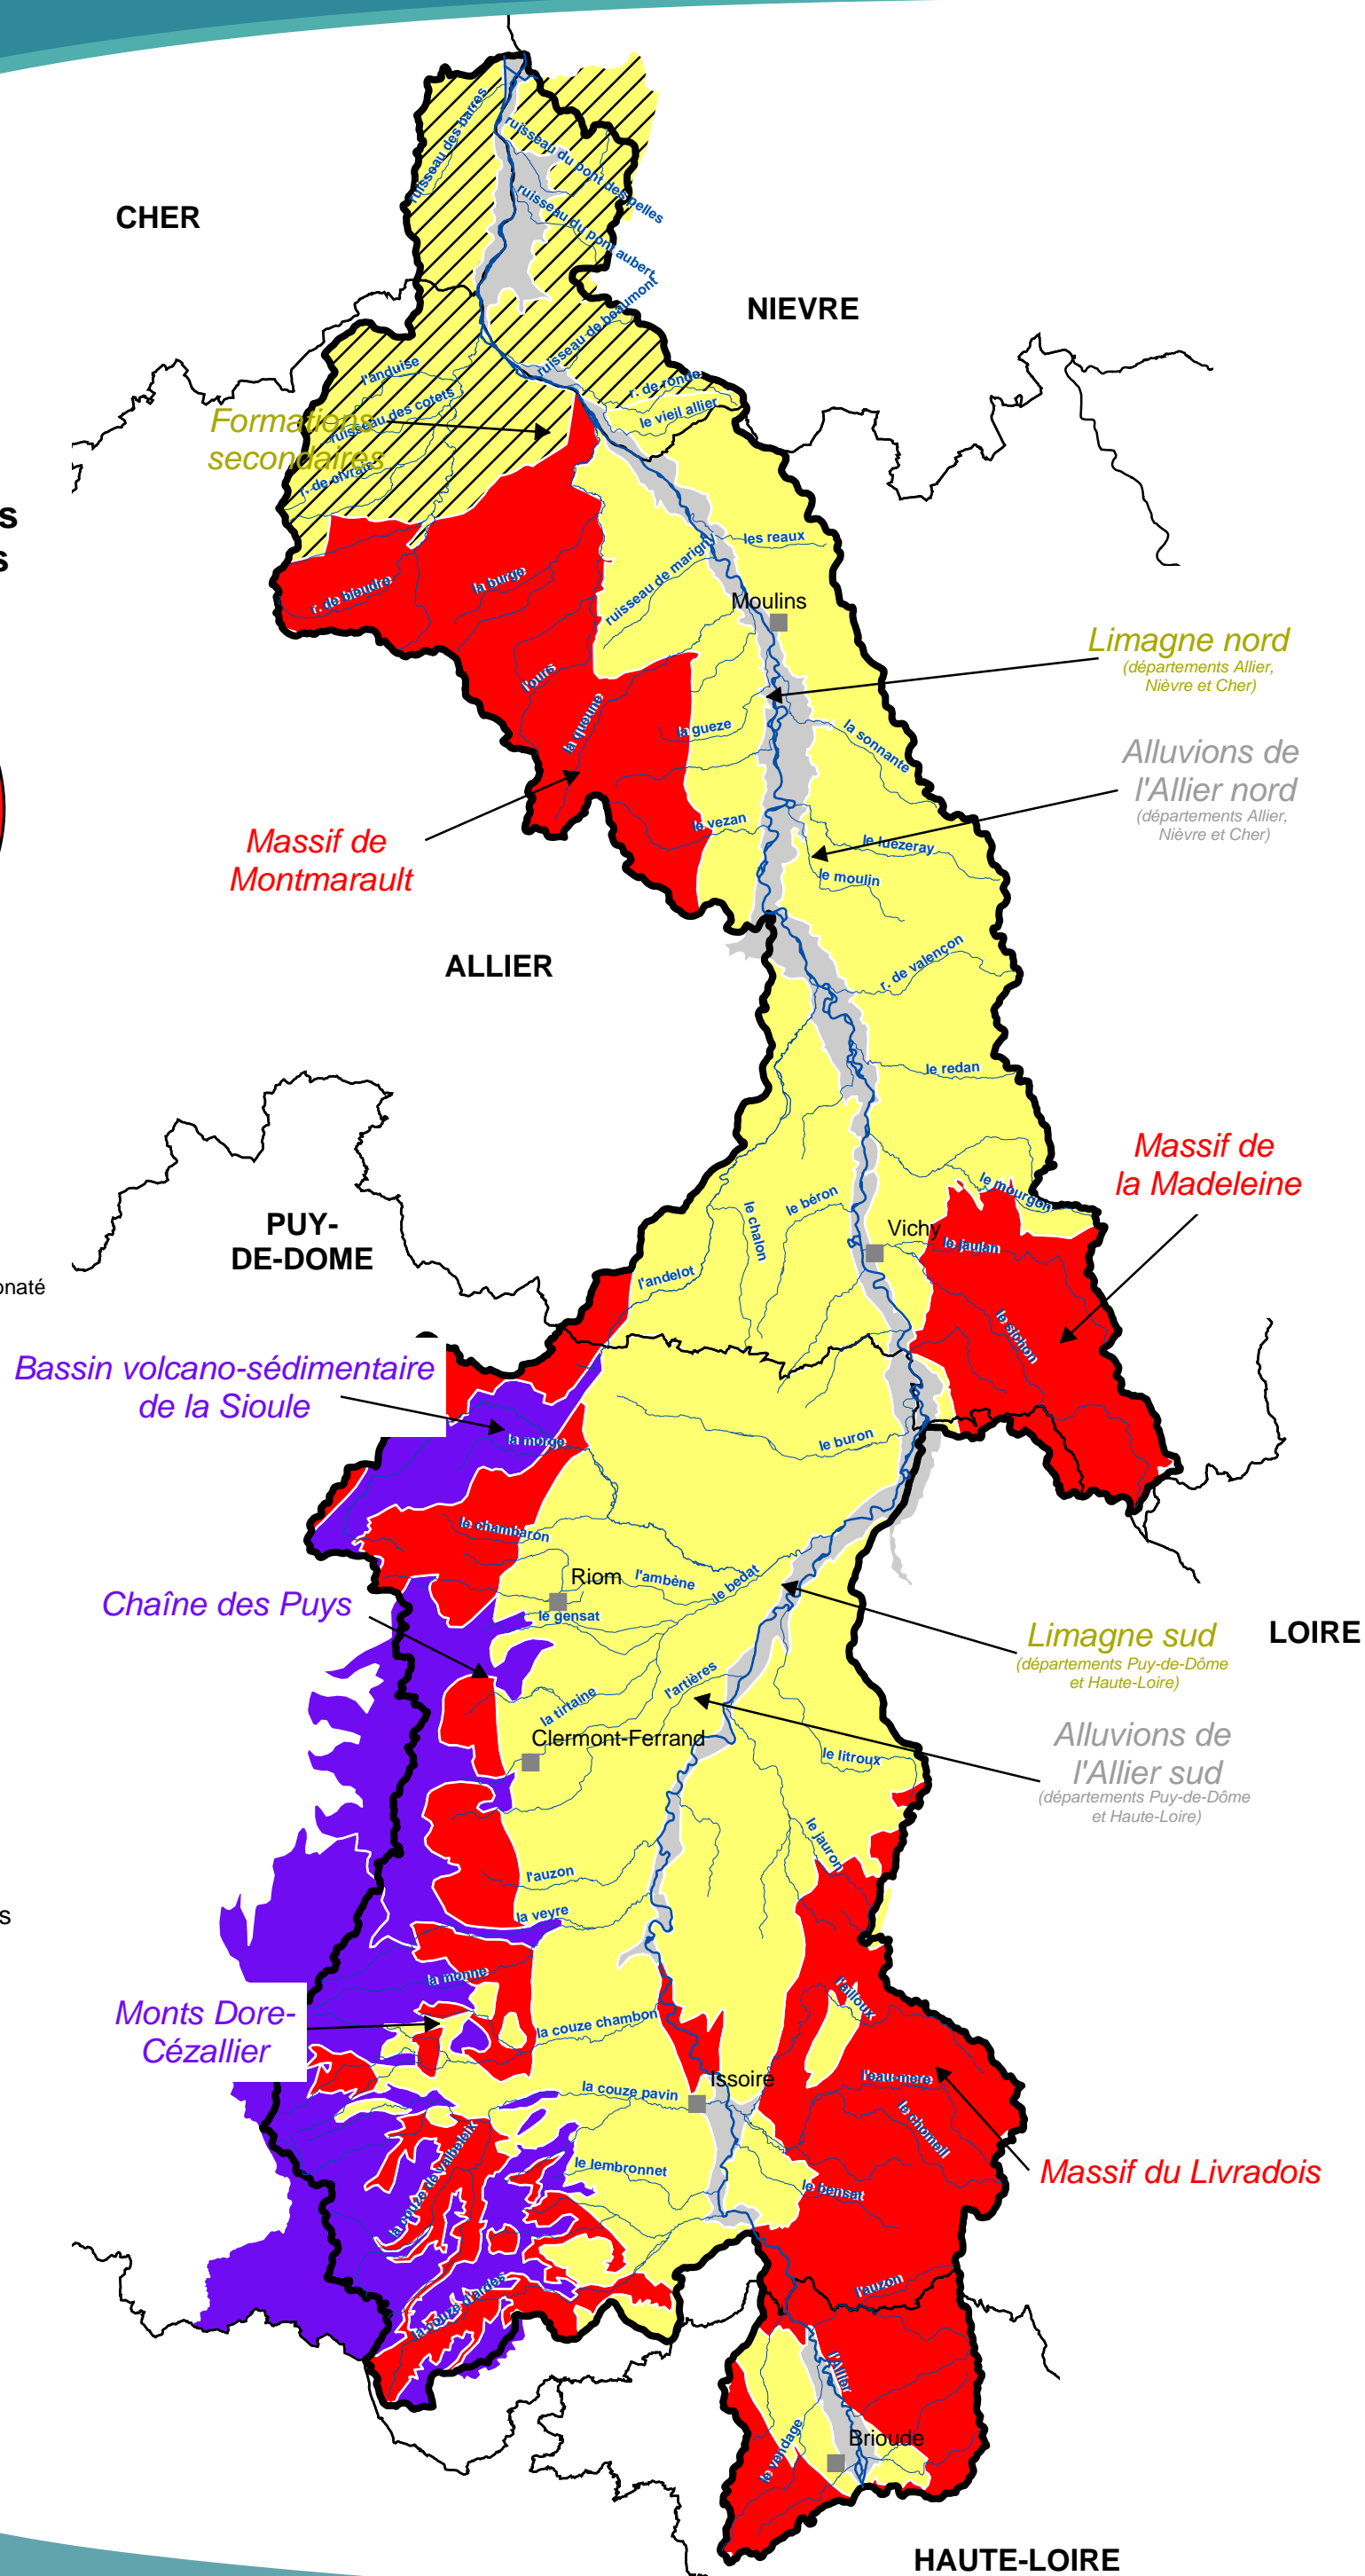 ruisseau des barres
ruisseau du pont des pelles
ruisseau du pont aubert
CHER
NIEVRE
ruisseau de beaumont
l'anduise
r. de ronde
ruisseau des cotets
le vieil allier
Formations
secondaires
s
s
les reaux
ruisseau de marigny
r. de bieudre
la burge
Moulins
Limagne nord
(départements Allier,
Nièvre et Cher)
l'ours
la queune
la gueze
la sonnante
Alluvions de
l'Allier nord
(départements Allier,
Nièvre et Cher)
le vezan
le luezeray
Massif de
Montmarault
le moulin
ALLIER
r. de valençon
le redan
Massif de
la Madeleine
le mourgon
le béron
le chalon
PUY-
DE-DOME
Vichy
le jaulan
l'andelot
onaté
le sichon
Bassin volcano-sédimentaire
de la Sioule
la morge
le buron
le chambaron
Riom
l'ambène
le bedat
Chaîne des Puys
le gensat
Limagne sud
(départements Puy-de-Dôme
et Haute-Loire)
LOIRE
l'artières
la tirtaine
Clermont-Ferrand
Alluvions de
l'Allier sud
(départements Puy-de-Dôme
et Haute-Loire)
le litroux
le jauron
l'auzon
s
la veyre
la monne
l'ailloux
Monts Dore-
Cézallier
la couze chambon
Issoire
l'eau-mere
la couze pavin
le chomeil
la couze de valbeleix
le lembronnet
Massif du Livradois
le bensat
la couze d'ardes
l'auzon
l'Allier
Brioude
le vendage
HAUTE-LOIRE